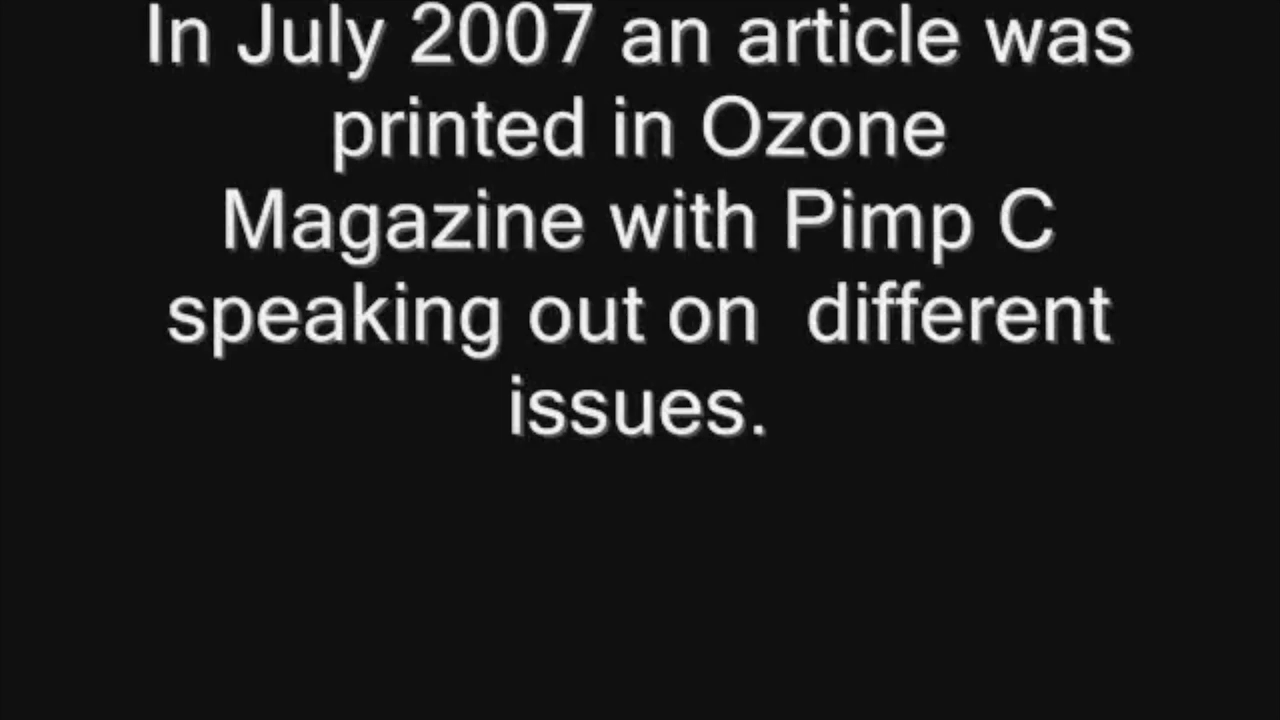 In July 2007 an article was
printed in Ozone
Magazine with Pimp C
speaking out on  different
issues.